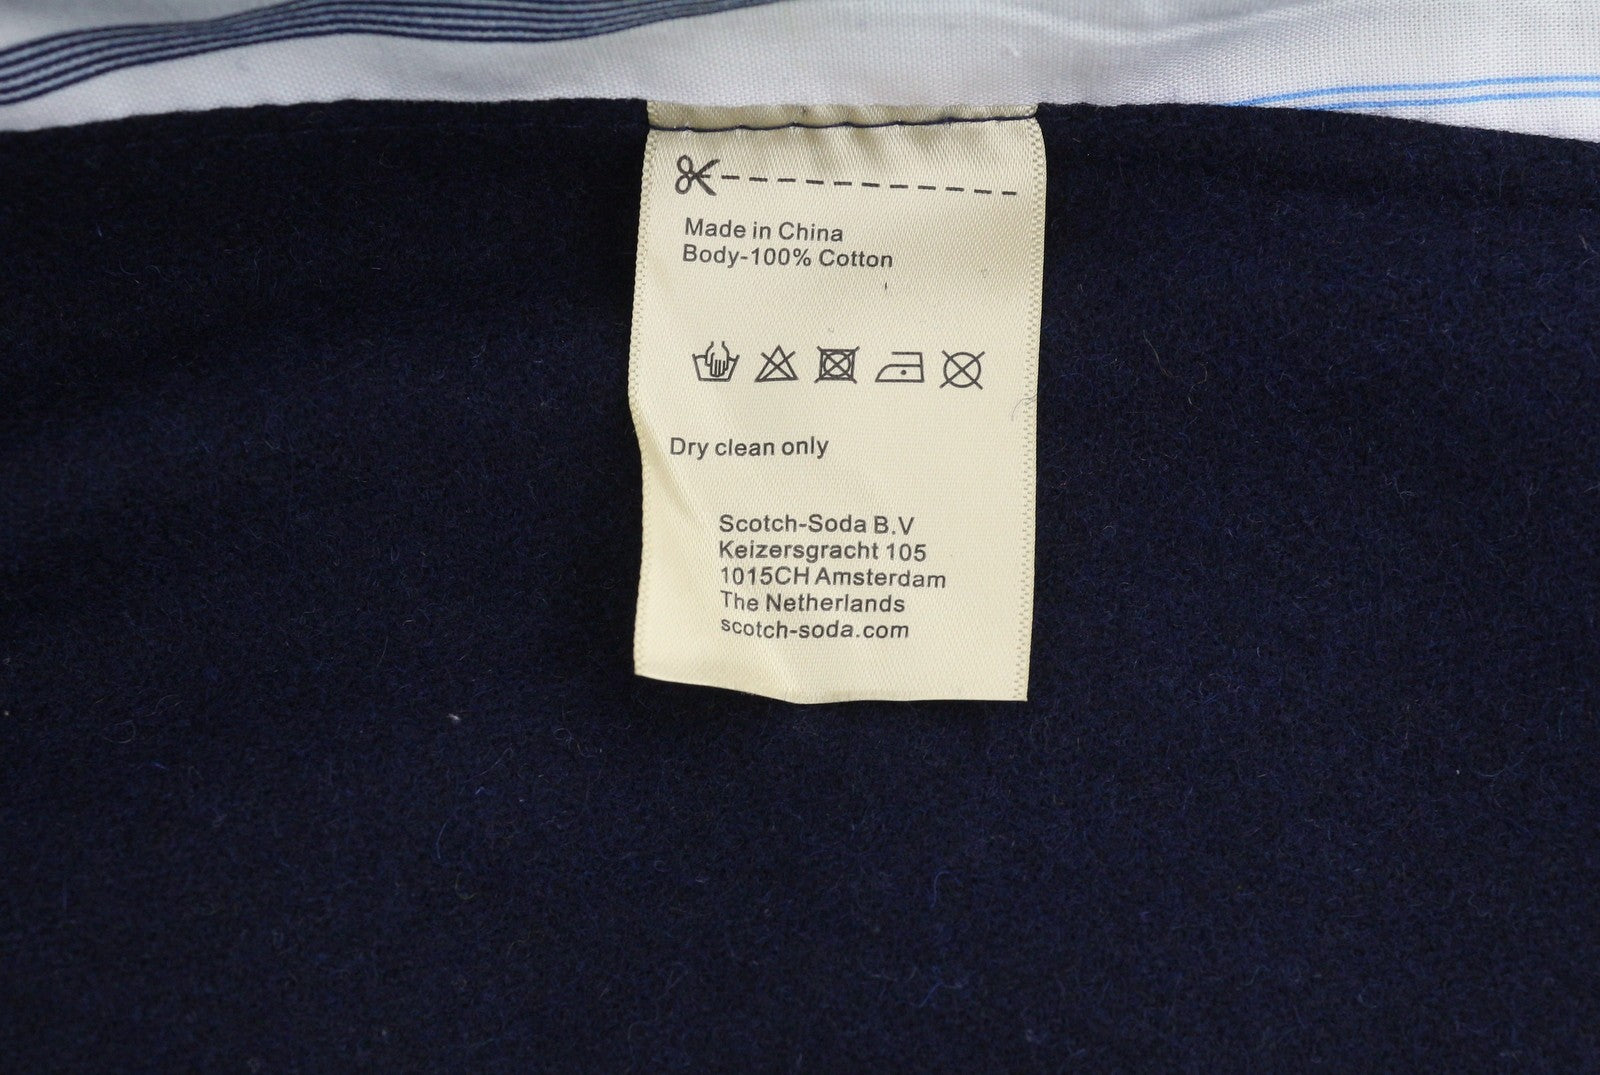 Made in China
Body-100% Cotton
Dry clean only
Scotch-Soda B.V
Keizersgracht 105
1015CH Amsterdam
The Netherlands
scotch-soda.com